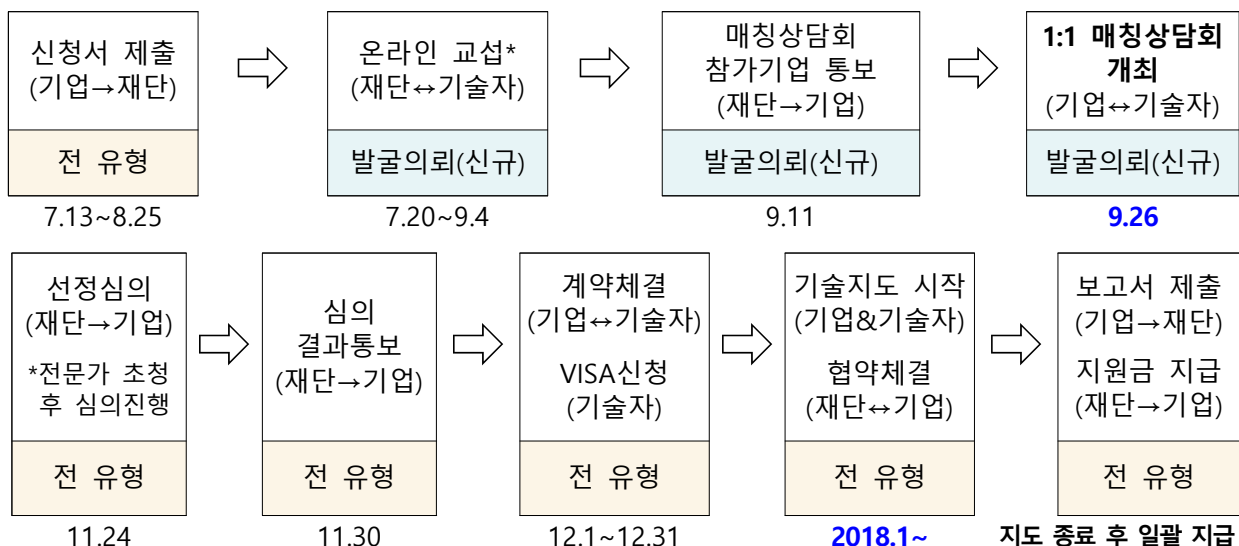 신청서 제출
(기업→재단)
전 유형
7.13~8.25
온라인 교섭*
(재단↔기술자)
발굴의뢰(신규)
7.20~9.4
매칭상담회
참가기업 통보
(재단→기업)
발굴의뢰(신규)
9.11
1:1 매칭상담회
개최
(기업↔기술자)
발굴의뢰(신규)
9.26
선정심의
(재단→기업)
*전문가 초청
후 심의진행
전 유형
11.24
심의
결과통보
(재단→기업)
전 유형
11.30
계약체결
(기업↔기술자)
VISA신청
(기술자)
전 유형
12.1~12.31
기술지도 시작
(기업&기술자)
협약체결
(재단↔기업)
전 유형
2018.1~
보고서 제출
(기업→재단)
지원금 지급
(재단→기업)
전 유형
지도 종료 후 일괄 지급